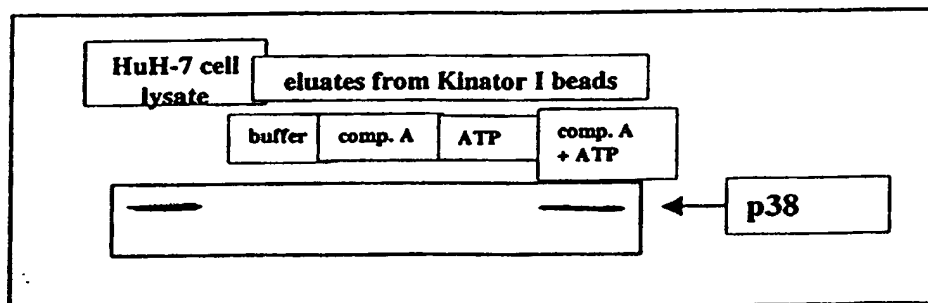 HuH-7 cell
lysate
eluates from Kinator I beads
buffer
comp. A
ATP
comp. A
+ ATP
p38